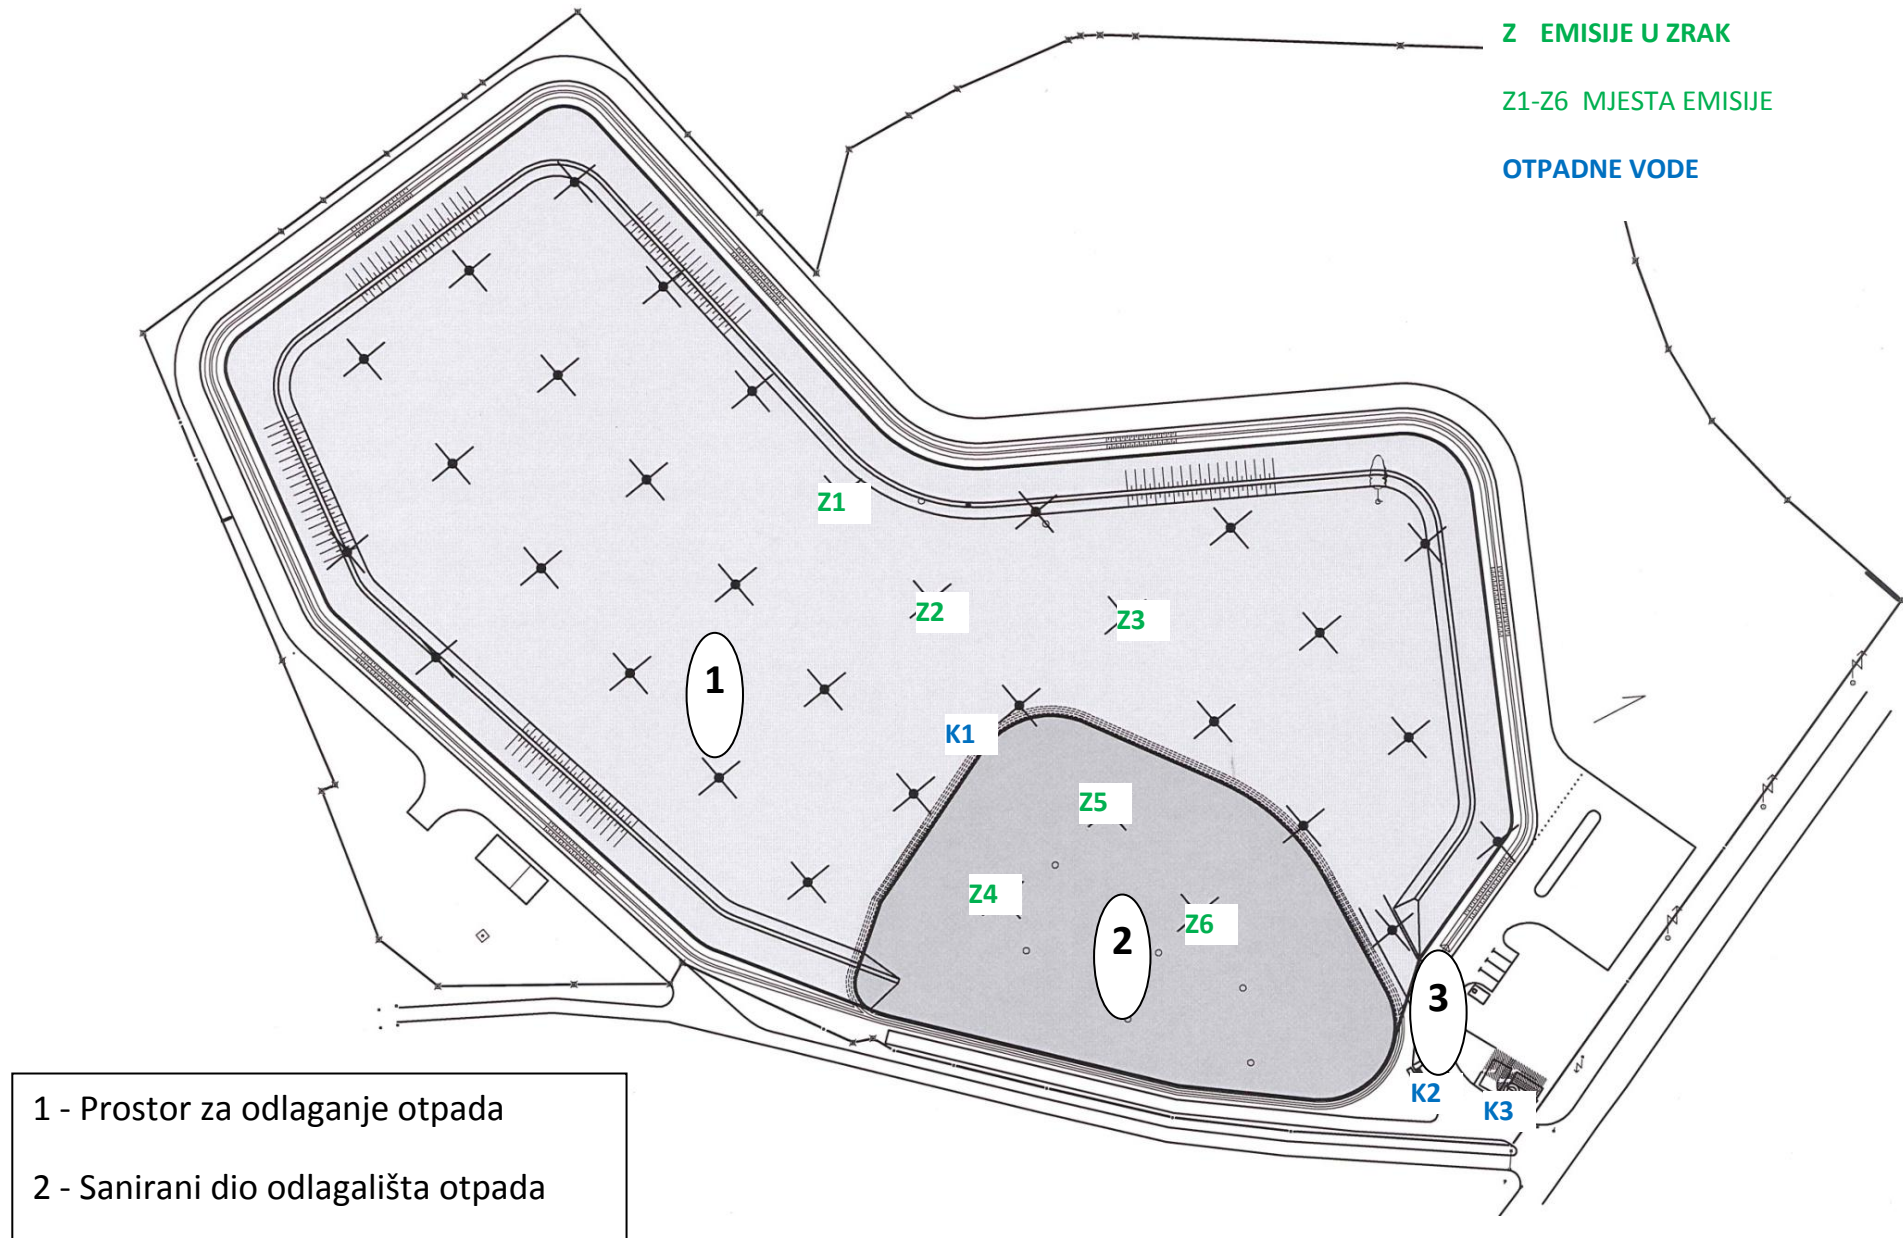 Z EMISIJE U ZRAK
Z1-Z6 MJESTA EMISIJE
OTPADNE VODE
Z1
Z2
Z3
1
K1
Z5
Z4
Z6
2
3
K2
K3
1 - Prostor za odlaganje otpada
2 - Sanirani dio odlagališta otpada